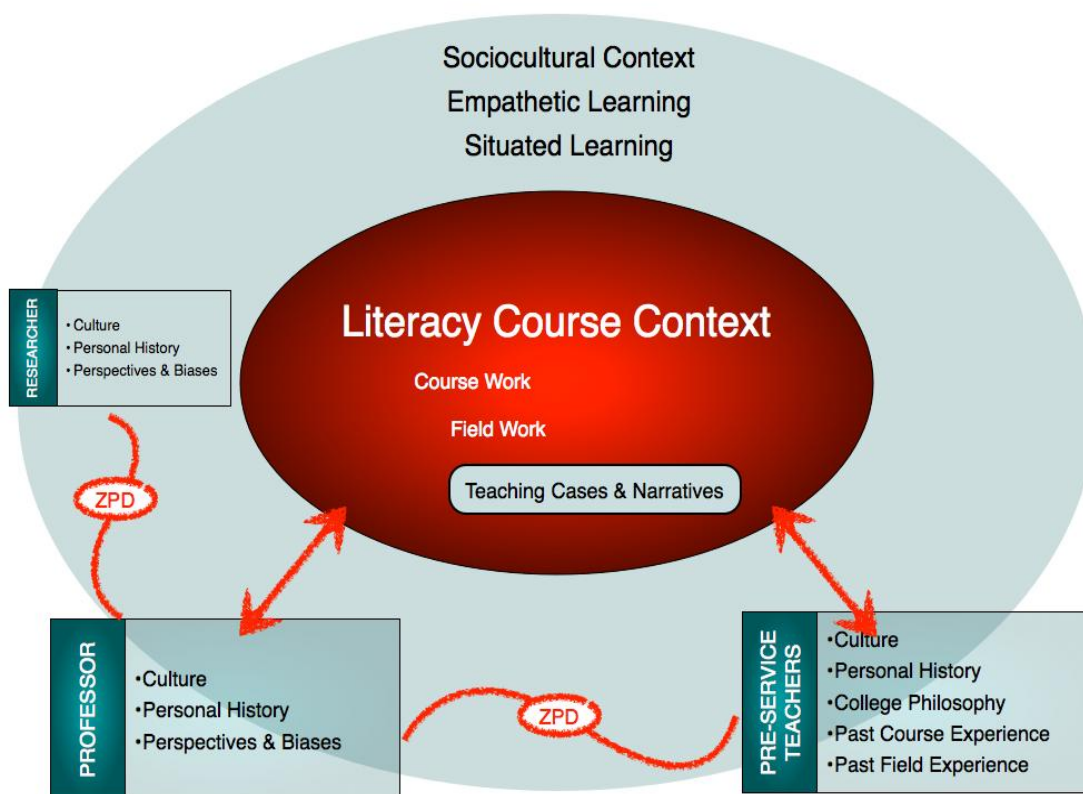 Sociocultural Context
Empathetic Learning
Situated Learning
Literacy Course Context
Course Work
Field Work
Teaching Cases & Narratives
RESEARCHER
•Culture
•Personal History
•Perspectives & Biases
ZPD
PROFESSOR
•Culture
•Personal History
•Perspectives & Biases
ZPD
PRE-SERVICE
TEACHERS
•Culture
•Personal History
•College Philosophy
•Past Course Experience
•Past Field Experience